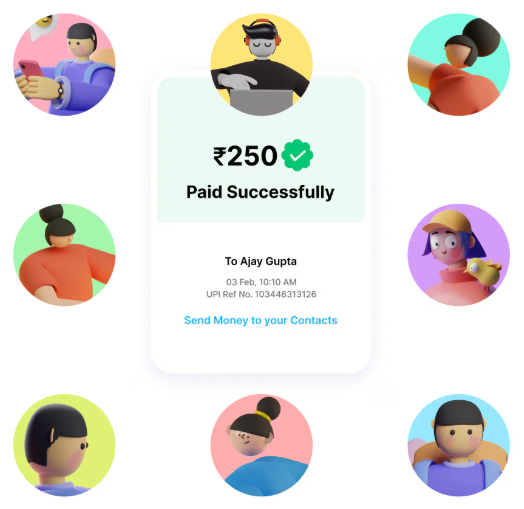 ₹250
Paid Successfully
To Ajay Gupta
03 Feb, 10:10 AM
UPI Ref No. 103446313126
Send Money to your Contacts